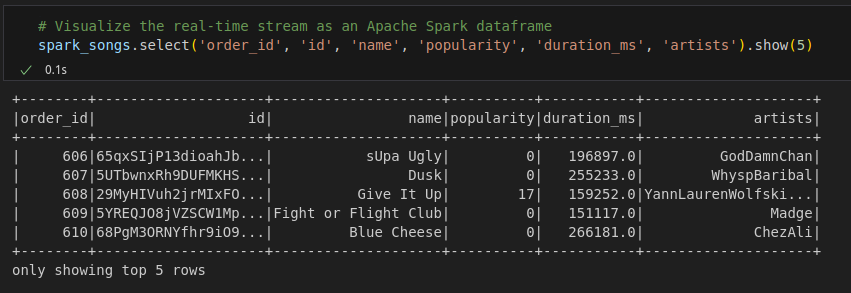 # Visualize the real-time stream as an Apache Spark dataframe
spark_songs.select('order_id', 'id', 'name', 'popularity', 'duration_ms', 'artists').show(5)
✓ 0.1s
+--------+--------------------+--------------------+----------+-----------+--------------------+
|order_id|                  id|                name|popularity|duration_ms|             artists|
+--------+--------------------+--------------------+----------+-----------+--------------------+
|     606|65qxSIjP13dioahJb...|           sUpa Ugly|         0|   196897.0|          GodDamnChan|
|     607|5UTbwnxRh9DUFMKHS...|                Dusk|         0|   255233.0|        WhyspBaribal|
|     608|29MyHIVuh2jrMIxFO...|          Give It Up|        17|   159252.0|YannLaurenWolfski...|
|     609|5YREQJO8jVZSCW1Mp...|Fight or Flight Club|         0|   151117.0|               Madge|
|     610|68PgM3ORNYfhr9iO9...|         Blue Cheese|         0|   266181.0|             ChezAli|
+--------+--------------------+--------------------+----------+-----------+--------------------+
only showing top 5 rows